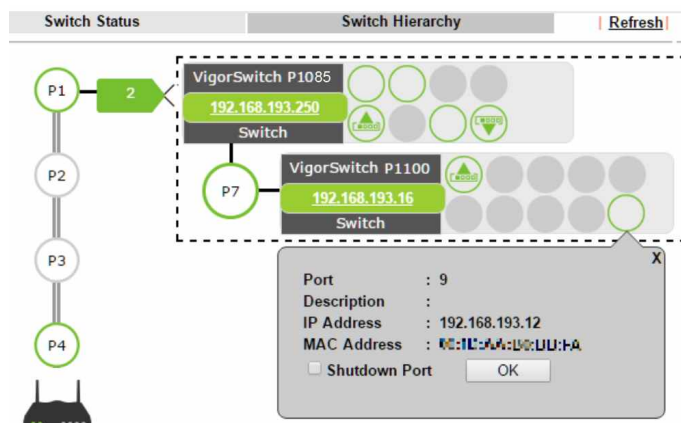 Switch Status
Switch Hierarchy
Refresh
P1
2
VigorSwitch P1085
192.168.193.250
Switch
P2
P7
VigorSwitch P1100
192.168.193.16
Switch
P3
P4
X
Port : 9
Description :
IP Address : 192.168.193.12
MAC Address :
Shutdown Port
OK